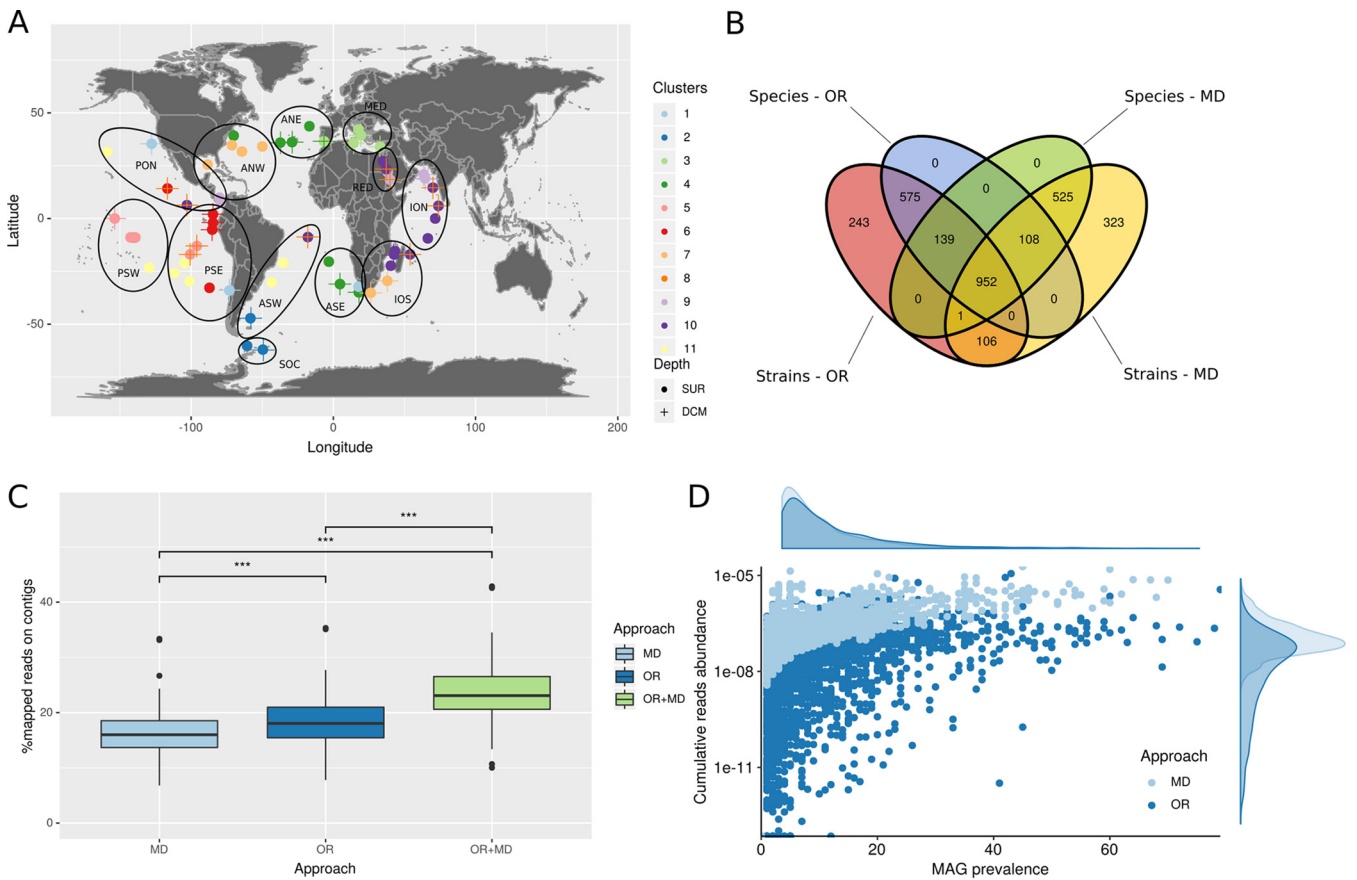 A
50
0
-50
Latitude
-100
0
100
200
Longitude
MED
ANE
PON
ANW
RED
ION
PSW
PSE
ASW
ASE
IOS
SOC
Clusters
1
2
3
4
5
6
7
8
9
10
11
Depth
SUR
DCM
B
Species - OR
Species - MD
0
0
575
0
525
243
323
139
108
952
0
0
1
0
106
Strains - OR
Strains - MD
C
***
***
***
40
20
0
%mapped reads on contigs
MD
OR
OR+MD
Approach
Approach
MD
OR
OR+MD
D
1e-05
1e-08
1e-11
Cumulative reads abundance
Approach
MD
OR
0
20
40
60
MAG prevalence